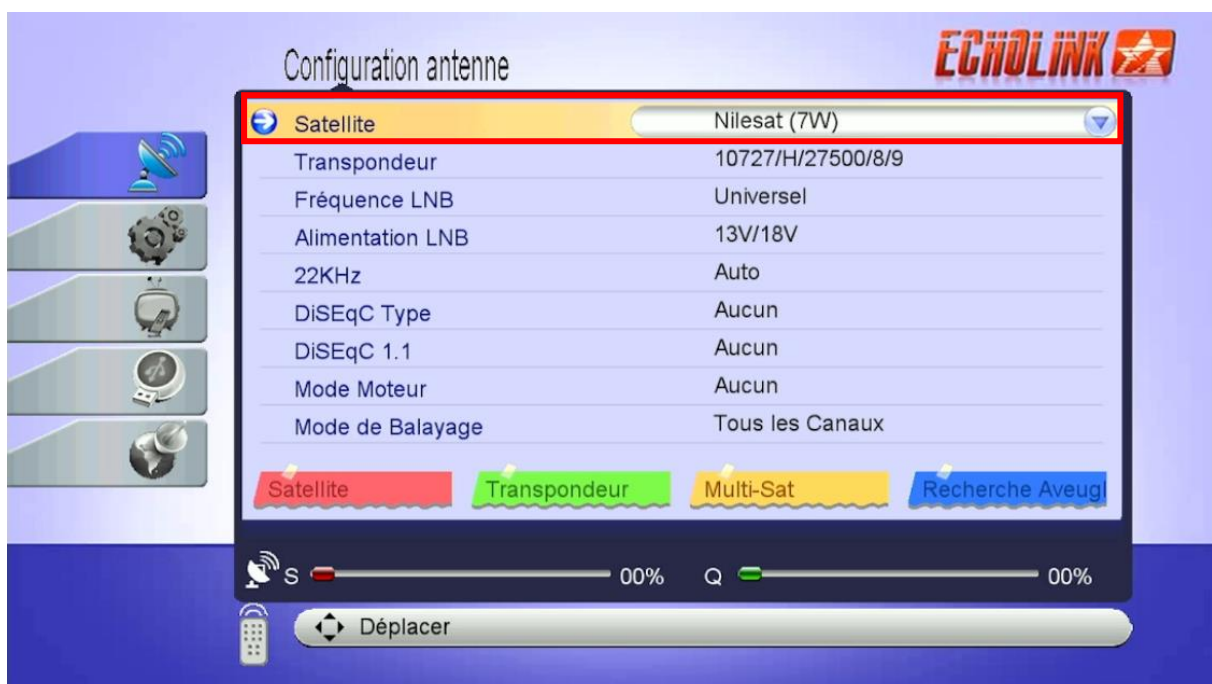 Configuration antenne
ECHOLINK
Satellite Nilesat (7W)
Transpondeur 10727/H/27500/8/9
Fréquence LNB Universel
Alimentation LNB 13V/18V
22KHz Auto
DiSEqC Type Aucun
DiSEqC 1.1 Aucun
Mode Moteur Aucun
Mode de Balayage Tous les Canaux
Satellite Transpondeur Multi-Sat Recherche Aveugl
S 00% Q 00%
Déplacer